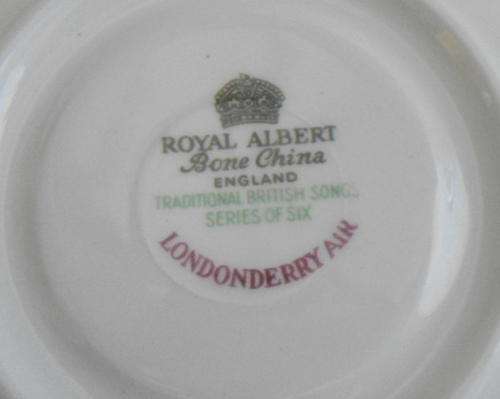 ROYAL ALBERT
Bone China
ENGLAND
TRADITIONAL BRITISH SONGS
SERIES OF SIX
LONDONDERRY AIR